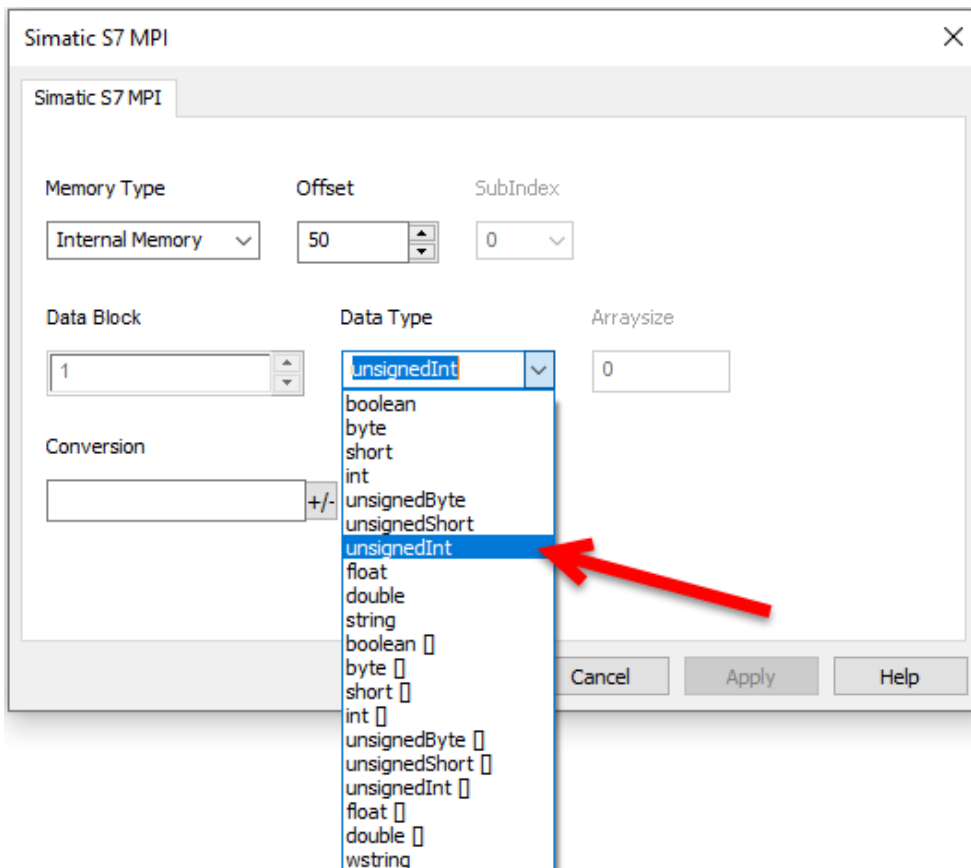 Simatic S7 MPI
Simatic S7 MPI
Memory Type Offset SubIndex
Internal Memory 50 0
Data Block Data Type Arraysize
1 unsignedInt 0
boolean
byte
Conversion
short
int
+/-
unsignedByte
unsignedShort
unsignedInt
float
double
string
boolean []
byte []
Cancel Apply Help
short []
int []
unsignedByte []
unsignedShort []
unsignedInt []
float []
double []
wstring